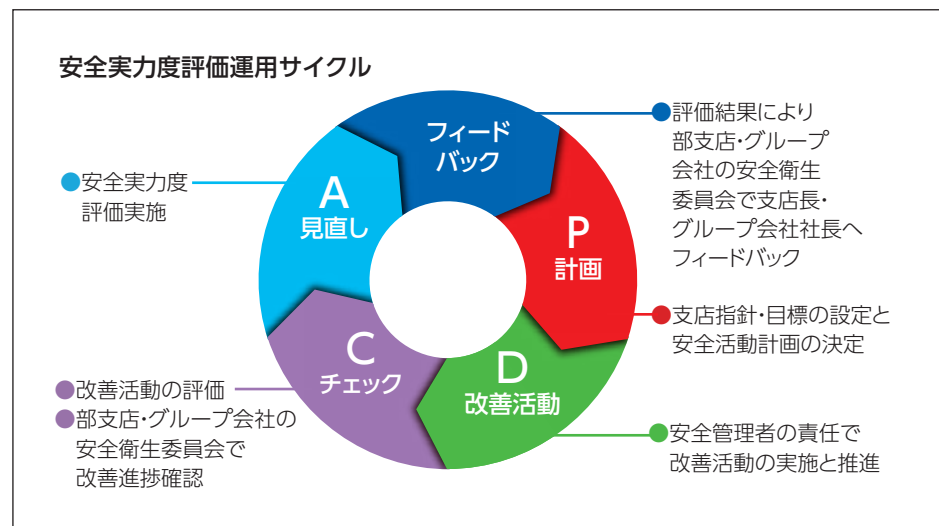 安全実力度評価運用サイクル
フィード
バック
P
計画
D
改善活動
C
チェック
A
見直し
●評価結果により
部支店・グループ
会社の安全衛生
委員会で支店長・
グループ会社社長へ
フィードバック
●支店指針・目標の設定と
安全活動計画の決定
●安全管理者の責任で
改善活動の実施と推進
●改善活動の評価
●部支店・グループ会社の
安全衛生委員会で
改善進捗確認
●安全実力度
評価実施